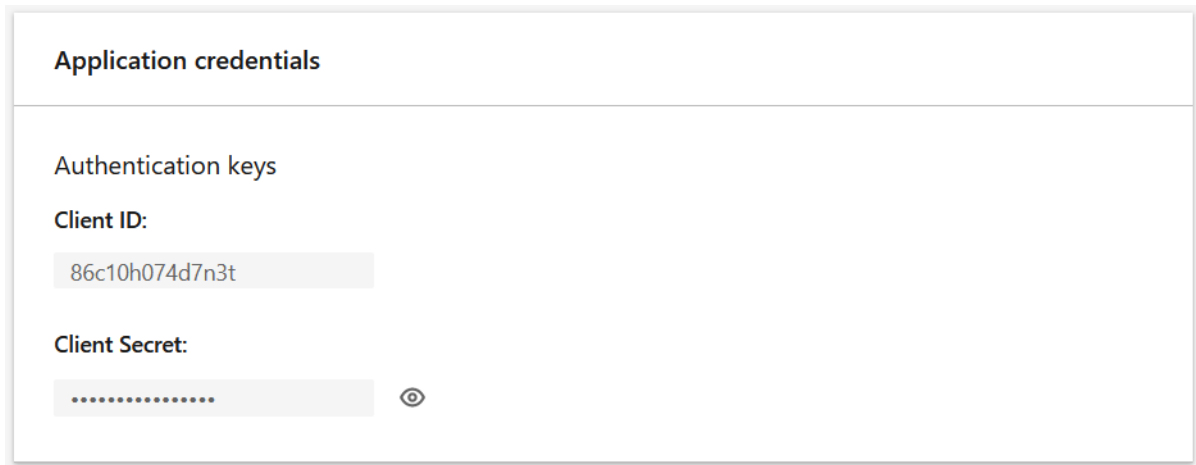 Application credentials
Authentication keys
Client ID:
86c10h074d7n3t
Client Secret:
••••••••••••••••